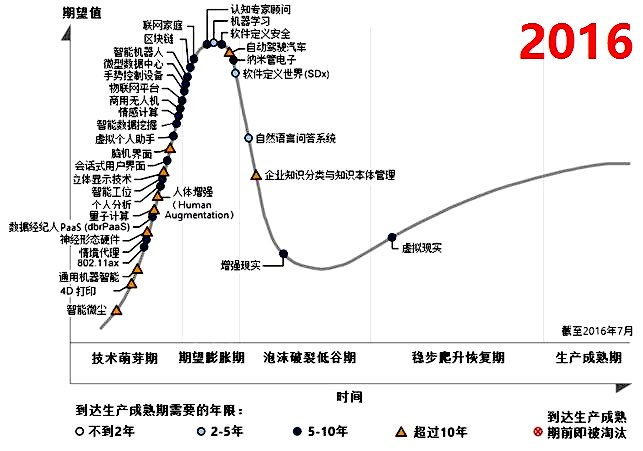 2016
期望值
认知专家顾问
机器学习
软件定义安全
自动驾驶汽车
纳米管电子
软件定义世界(SDx)
自然语言问答系统
企业知识分类与知识本体管理
联网家庭
区块链
智能机器人
微型数据中心
手势控制设备
物联网平台
商用无人机
情感计算
智能数据挖掘
虚拟个人助手
脑机界面
会话式用户界面
立体显示技术
智能工位
个人分析
量子计算
数据经纪人PaaS (dbrPaaS)
神经形态硬件
情境代理
802.11ax
通用机器智能
4D 打印
智能微尘
人体增强
(Human
Augmentation)
增强现实
虚拟现实
截至2016年7月
技术萌芽期
期望膨胀期
泡沫破裂低谷期
稳步爬升恢复期
生产成熟期
时间
到达生产成熟期需要的年限：
不到2年
2-5年
5-10年
超过10年
到达生产成熟
期前即被淘汰